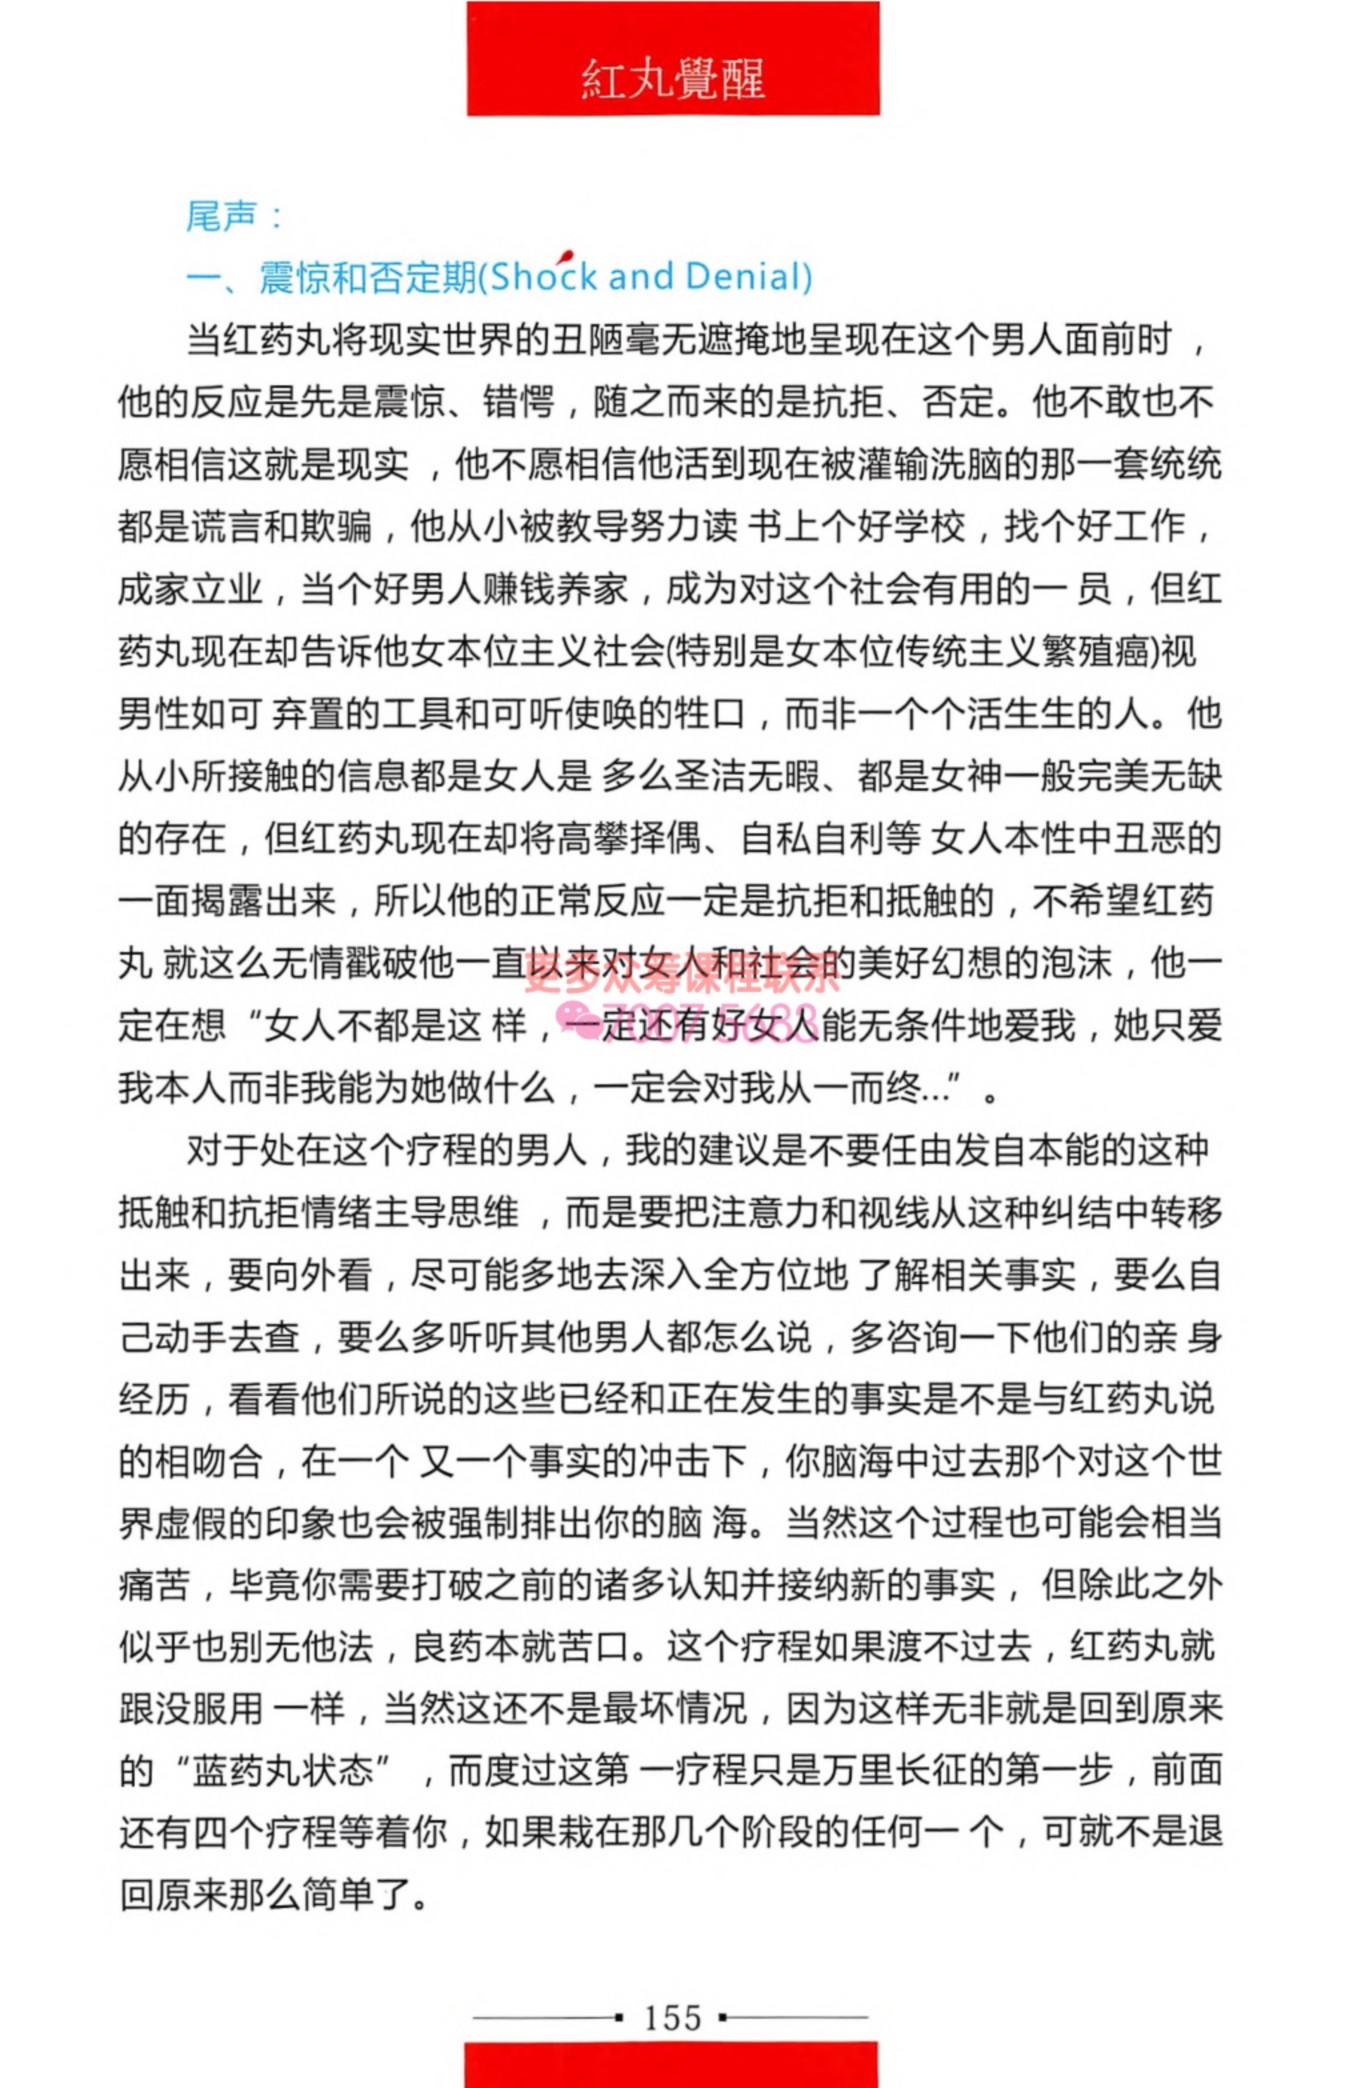 紅丸覺醒
尾声：
一、震惊和否定期(Shock and Denial)
当红药丸将现实世界的丑陋毫无遮掩地呈现在这个男人面前时 ，
他的反应是先是震惊、错愕，随之而来的是抗拒、否定。他不敢也不
愿相信这就是现实 ，他不愿相信他活到现在被灌输洗脑的那一套统统
都是谎言和欺骗，他从小被教导努力读 书上个好学校，找个好工作，
成家立业，当个好男人赚钱养家，成为对这个社会有用的一 员，但红
药丸现在却告诉他女本位主义社会(特别是女本位传统主义繁殖癌)视
男性如可 弃置的工具和可听使唤的牲口，而非一个个活生生的人。他
从小所接触的信息都是女人是 多么圣洁无暇、都是女神一般完美无缺
的存在，但红药丸现在却将高攀择偶、自私自利等 女人本性中丑恶的
一面揭露出来，所以他的正常反应一定是抗拒和抵触的，不希望红药
丸 就这么无情戳破他一直以来对女人和社会的美好幻想的泡沫，他一
更多众筹课程联系
定在想“女人不都是这 样，一定还有好女人能无条件地爱我，她只爱
7007 5683
我本人而非我能为她做什么，一定会对我从一而终...”。
对于处在这个疗程的男人，我的建议是不要任由发自本能的这种
抵触和抗拒情绪主导思维 ，而是要把注意力和视线从这种纠结中转移
出来，要向外看，尽可能多地去深入全方位地 了解相关事实，要么自
己动手去查，要么多听听其他男人都怎么说，多咨询一下他们的亲 身
经历，看看他们所说的这些已经和正在发生的事实是不是与红药丸说
的相吻合，在一个 又一个事实的冲击下，你脑海中过去那个对这个世
界虚假的印象也会被强制排出你的脑 海。当然这个过程也可能会相当
痛苦，毕竟你需要打破之前的诸多认知并接纳新的事实， 但除此之外
似乎也别无他法，良药本就苦口。这个疗程如果渡不过去，红药丸就
跟没服用 一样，当然这还不是最坏情况，因为这样无非就是回到原来
的“蓝药丸状态”，而度过这第 一疗程只是万里长征的第一步，前面
还有四个疗程等着你，如果栽在那几个阶段的任何一 个，可就不是退
回原来那么简单了。
155